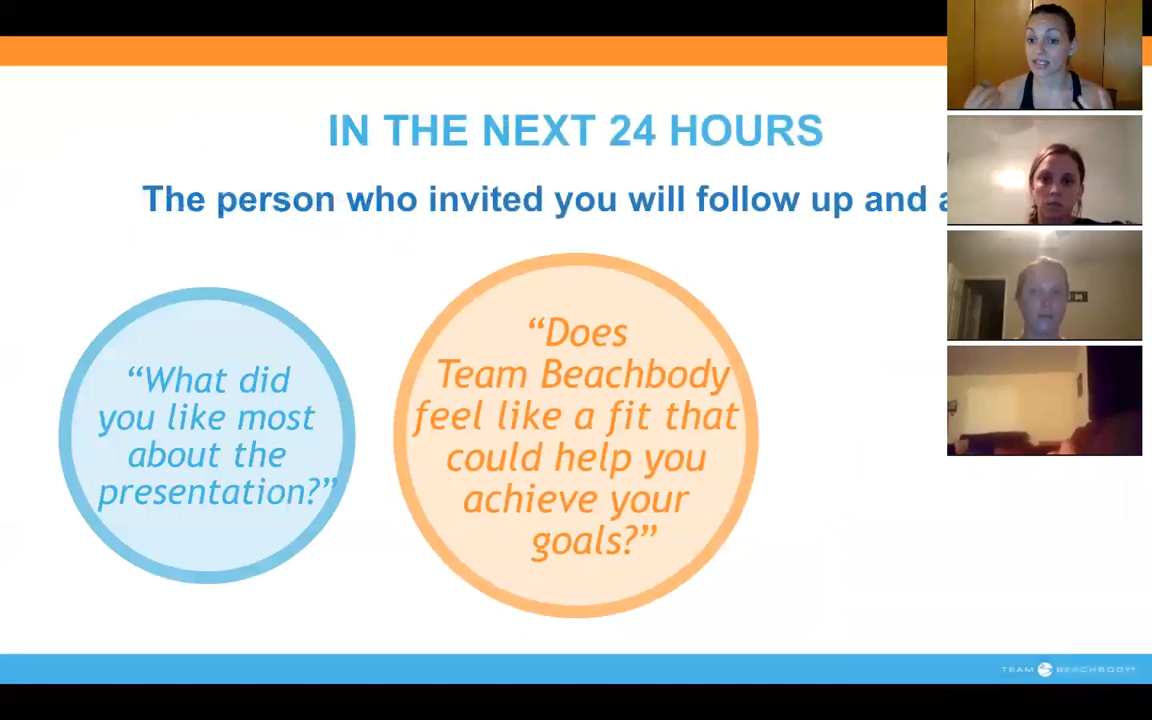 IN THE NEXT 24 HOURS
The person who invited you will follow up and
“What did
you like most
about the
presentation?”
“Does
Team Beachbody
feel like a fit that
could help you
achieve your
goals?”
TEAM BEACHBODY